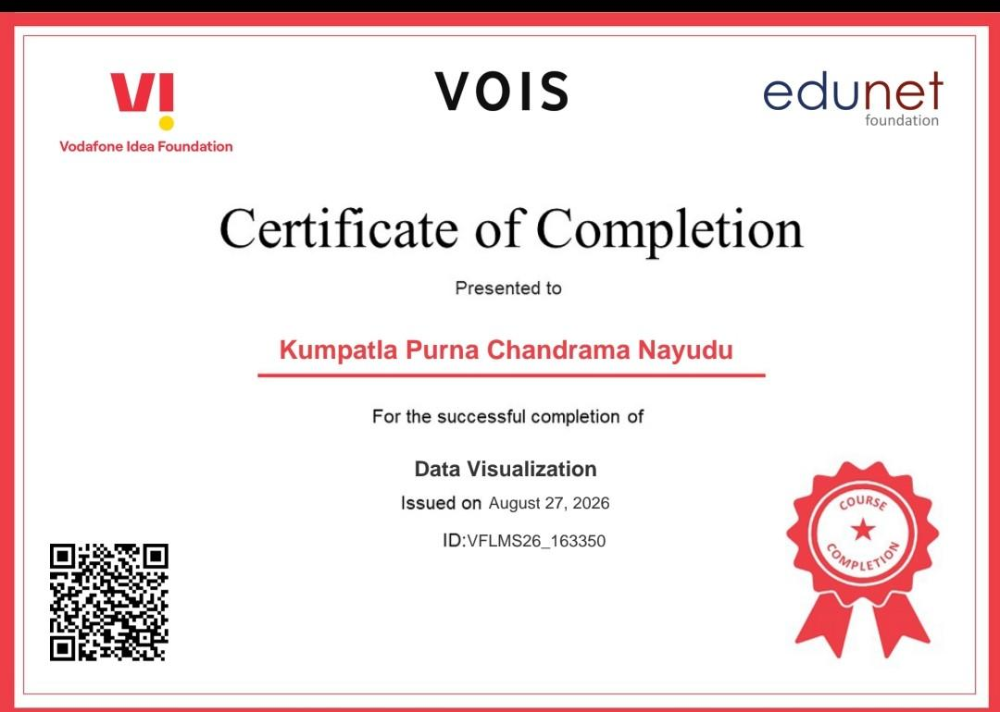 VI
Vodafone Idea Foundation
VOIS
edunet
foundation
Certificate of Completion
Presented to
Kumpatla Purna Chandrama Nayudu
For the successful completion of
Data Visualization
Issued on August 27, 2026
ID:VFLMS26_163350
COURSE
COMPLETION